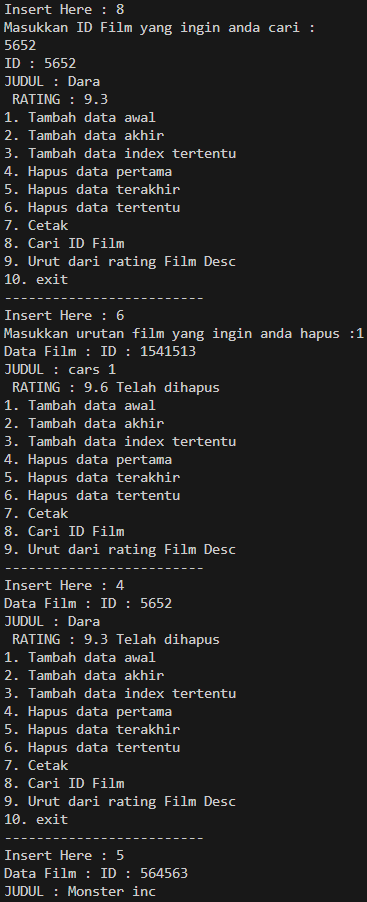 Insert Here : 8
Masukkan ID Film yang ingin anda cari :
5652
ID : 5652
JUDUL : Dara
 RATING : 9.3
1. Tambah data awal
2. Tambah data akhir
3. Tambah data index tertentu
4. Hapus data pertama
5. Hapus data terakhir
6. Hapus data tertentu
7. Cetak
8. Cari ID Film
9. Urut dari rating Film Desc
10. exit
-------------------------
Insert Here : 6
Masukkan urutan film yang ingin anda hapus :1
Data Film : ID : 1541513
JUDUL : cars 1
 RATING : 9.6 Telah dihapus
1. Tambah data awal
2. Tambah data akhir
3. Tambah data index tertentu
4. Hapus data pertama
5. Hapus data terakhir
6. Hapus data tertentu
7. Cetak
8. Cari ID Film
9. Urut dari rating Film Desc
-------------------------
Insert Here : 4
Data Film : ID : 5652
JUDUL : Dara
 RATING : 9.3 Telah dihapus
1. Tambah data awal
2. Tambah data akhir
3. Tambah data index tertentu
4. Hapus data pertama
5. Hapus data terakhir
6. Hapus data tertentu
7. Cetak
8. Cari ID Film
9. Urut dari rating Film Desc
10. exit
-------------------------
Insert Here : 5
Data Film : ID : 564563
JUDUL : Monster inc